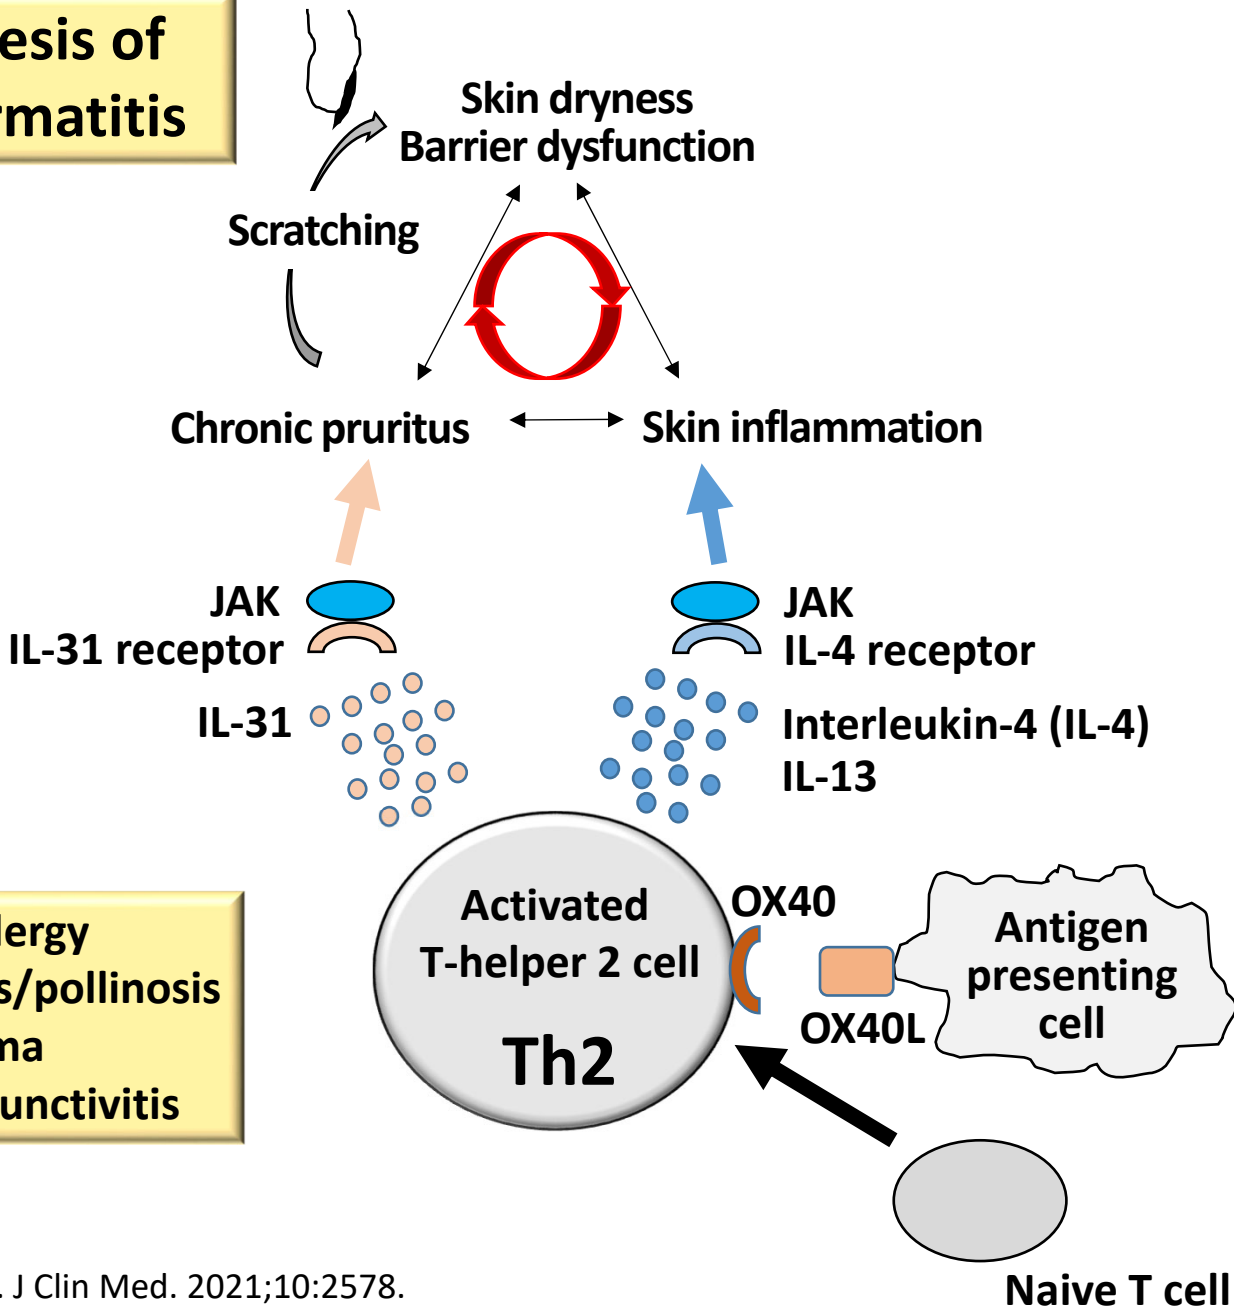 esis of
rmatitis
Skin dryness
Barrier dysfunction
Scratching
Chronic pruritus
Skin inflammation
JAK
IL-31 receptor
IL-31
JAK
IL-4 receptor
Interleukin-4 (IL-4)
IL-13
Activated
T-helper 2 cell
Th2
OX40
OX40L
Antigen
presenting
cell
lergy
s/pollinosis
ma
unctivitis
. J Clin Med. 2021;10:2578.
Naive T cell